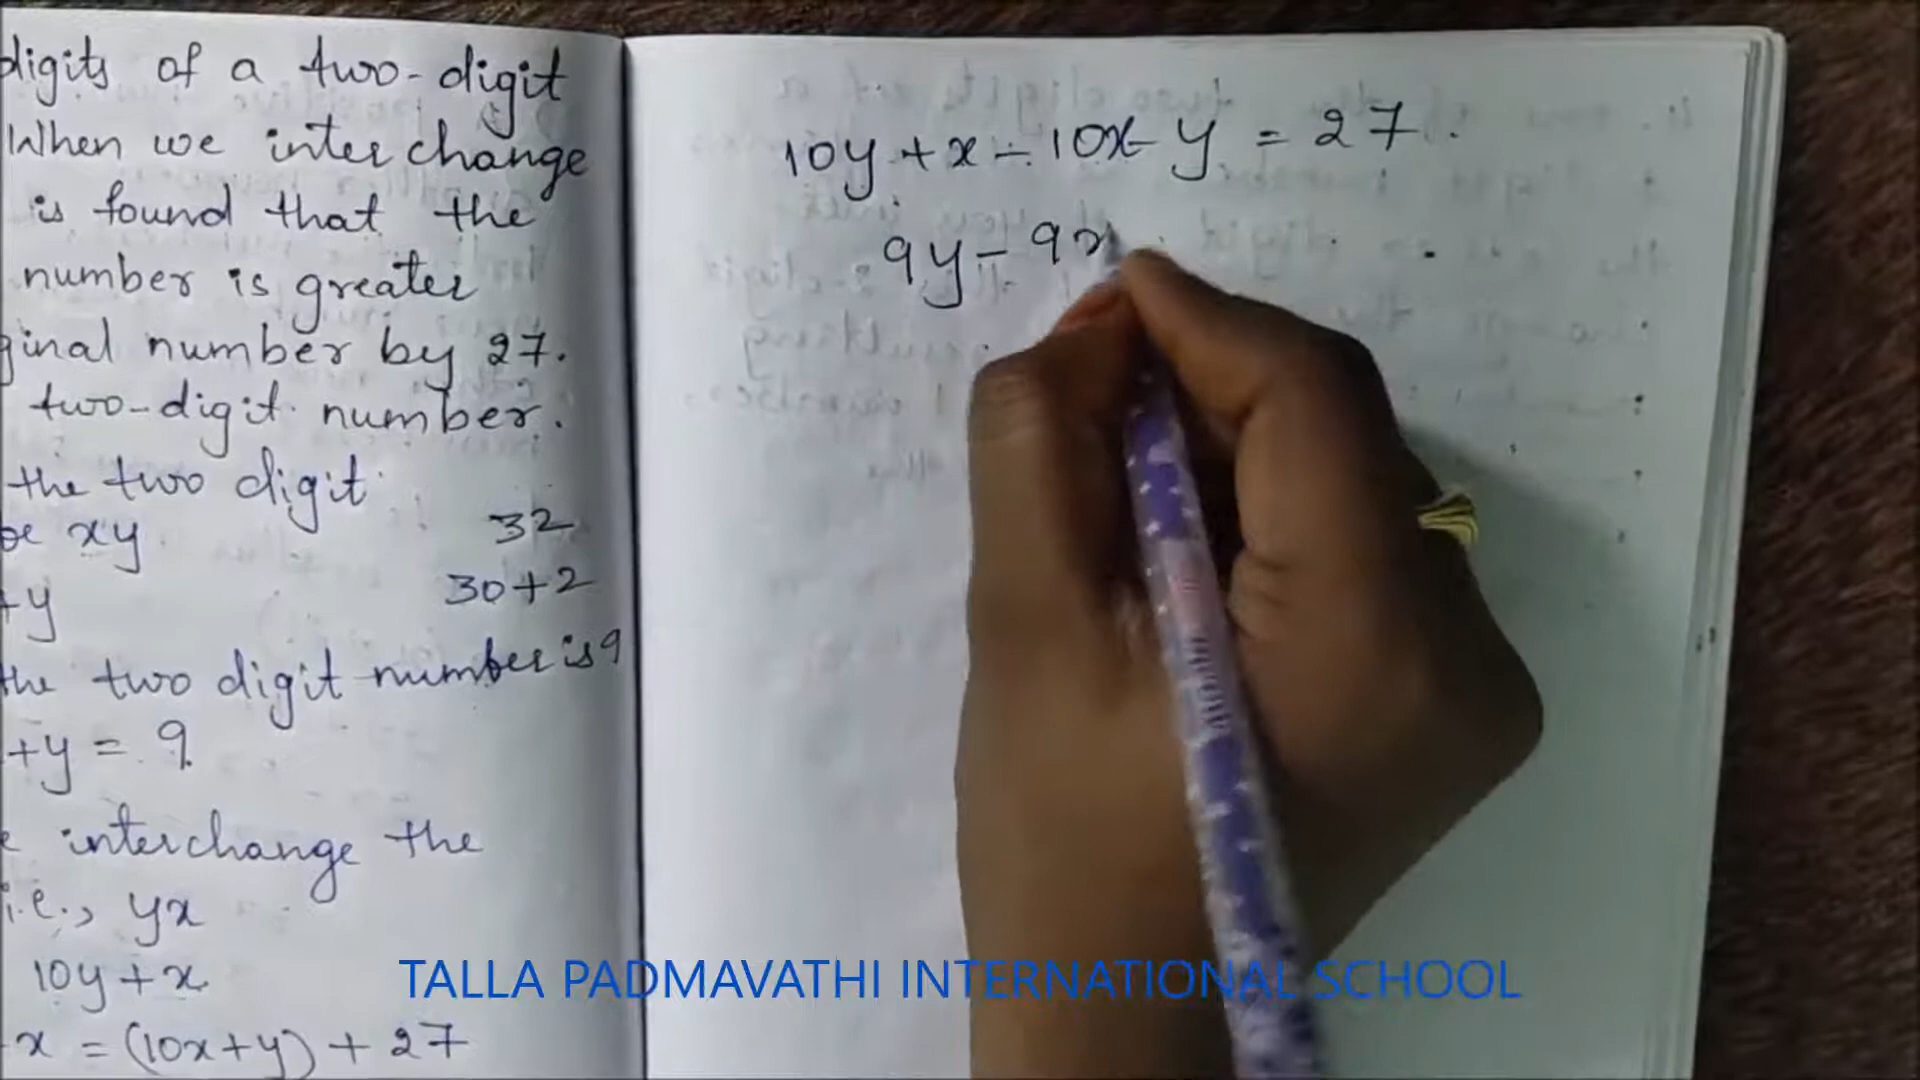 digits of a two-digit
When we interchange
is found that the
number is greater
ginal number by 27.
two-digit number.
the two digit
be xy
32
+y
30+2
the two digit number is 9
+y = 9
e interchange the
i.e., yx
10y+x
x = (10x+y) + 27
10y+x-10x-y = 27.
9y-9x
TALLA PADMAVATHI INTERNATIONAL SCHOOL